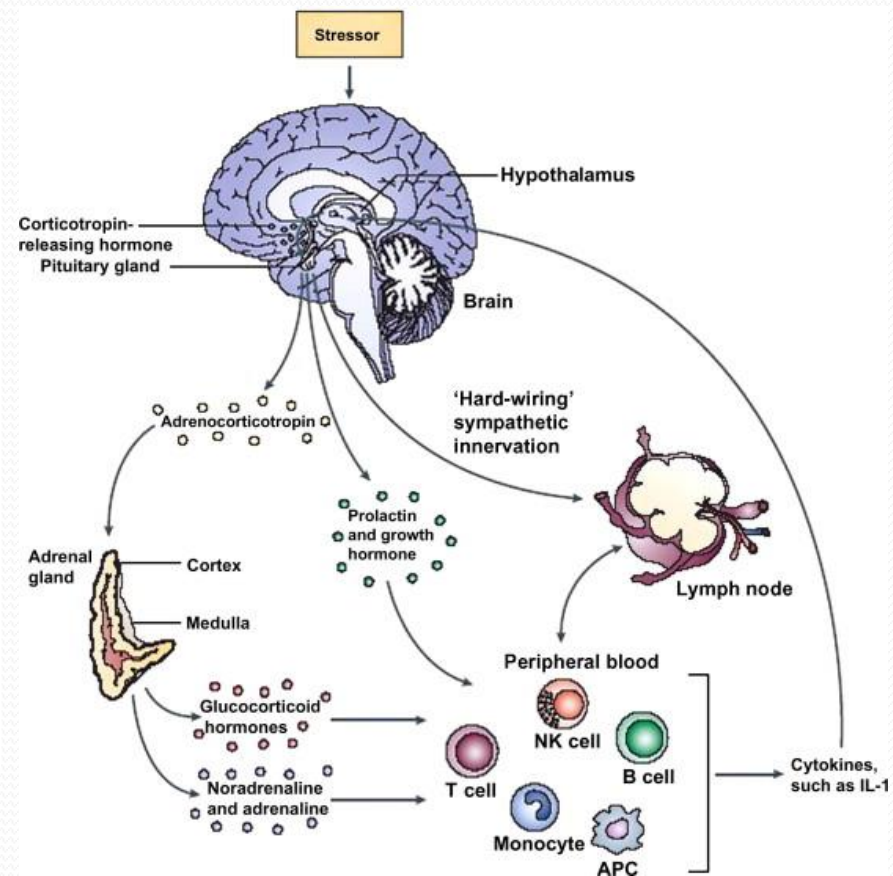 Stressor
Hypothalamus
Corticotropin-
releasing hormone
Pituitary gland
Brain
'Hard-wiring'
sympathetic
innervation
Adrenocorticotropin
Prolactin
and growth
hormone
Adrenal
gland
Cortex
Medulla
Lymph node
Peripheral blood
Glucocorticoid
hormones
NK cell
T cell
B cell
Cytokines,
such as IL-1
Noradrenaline
and adrenaline
Monocyte
APC